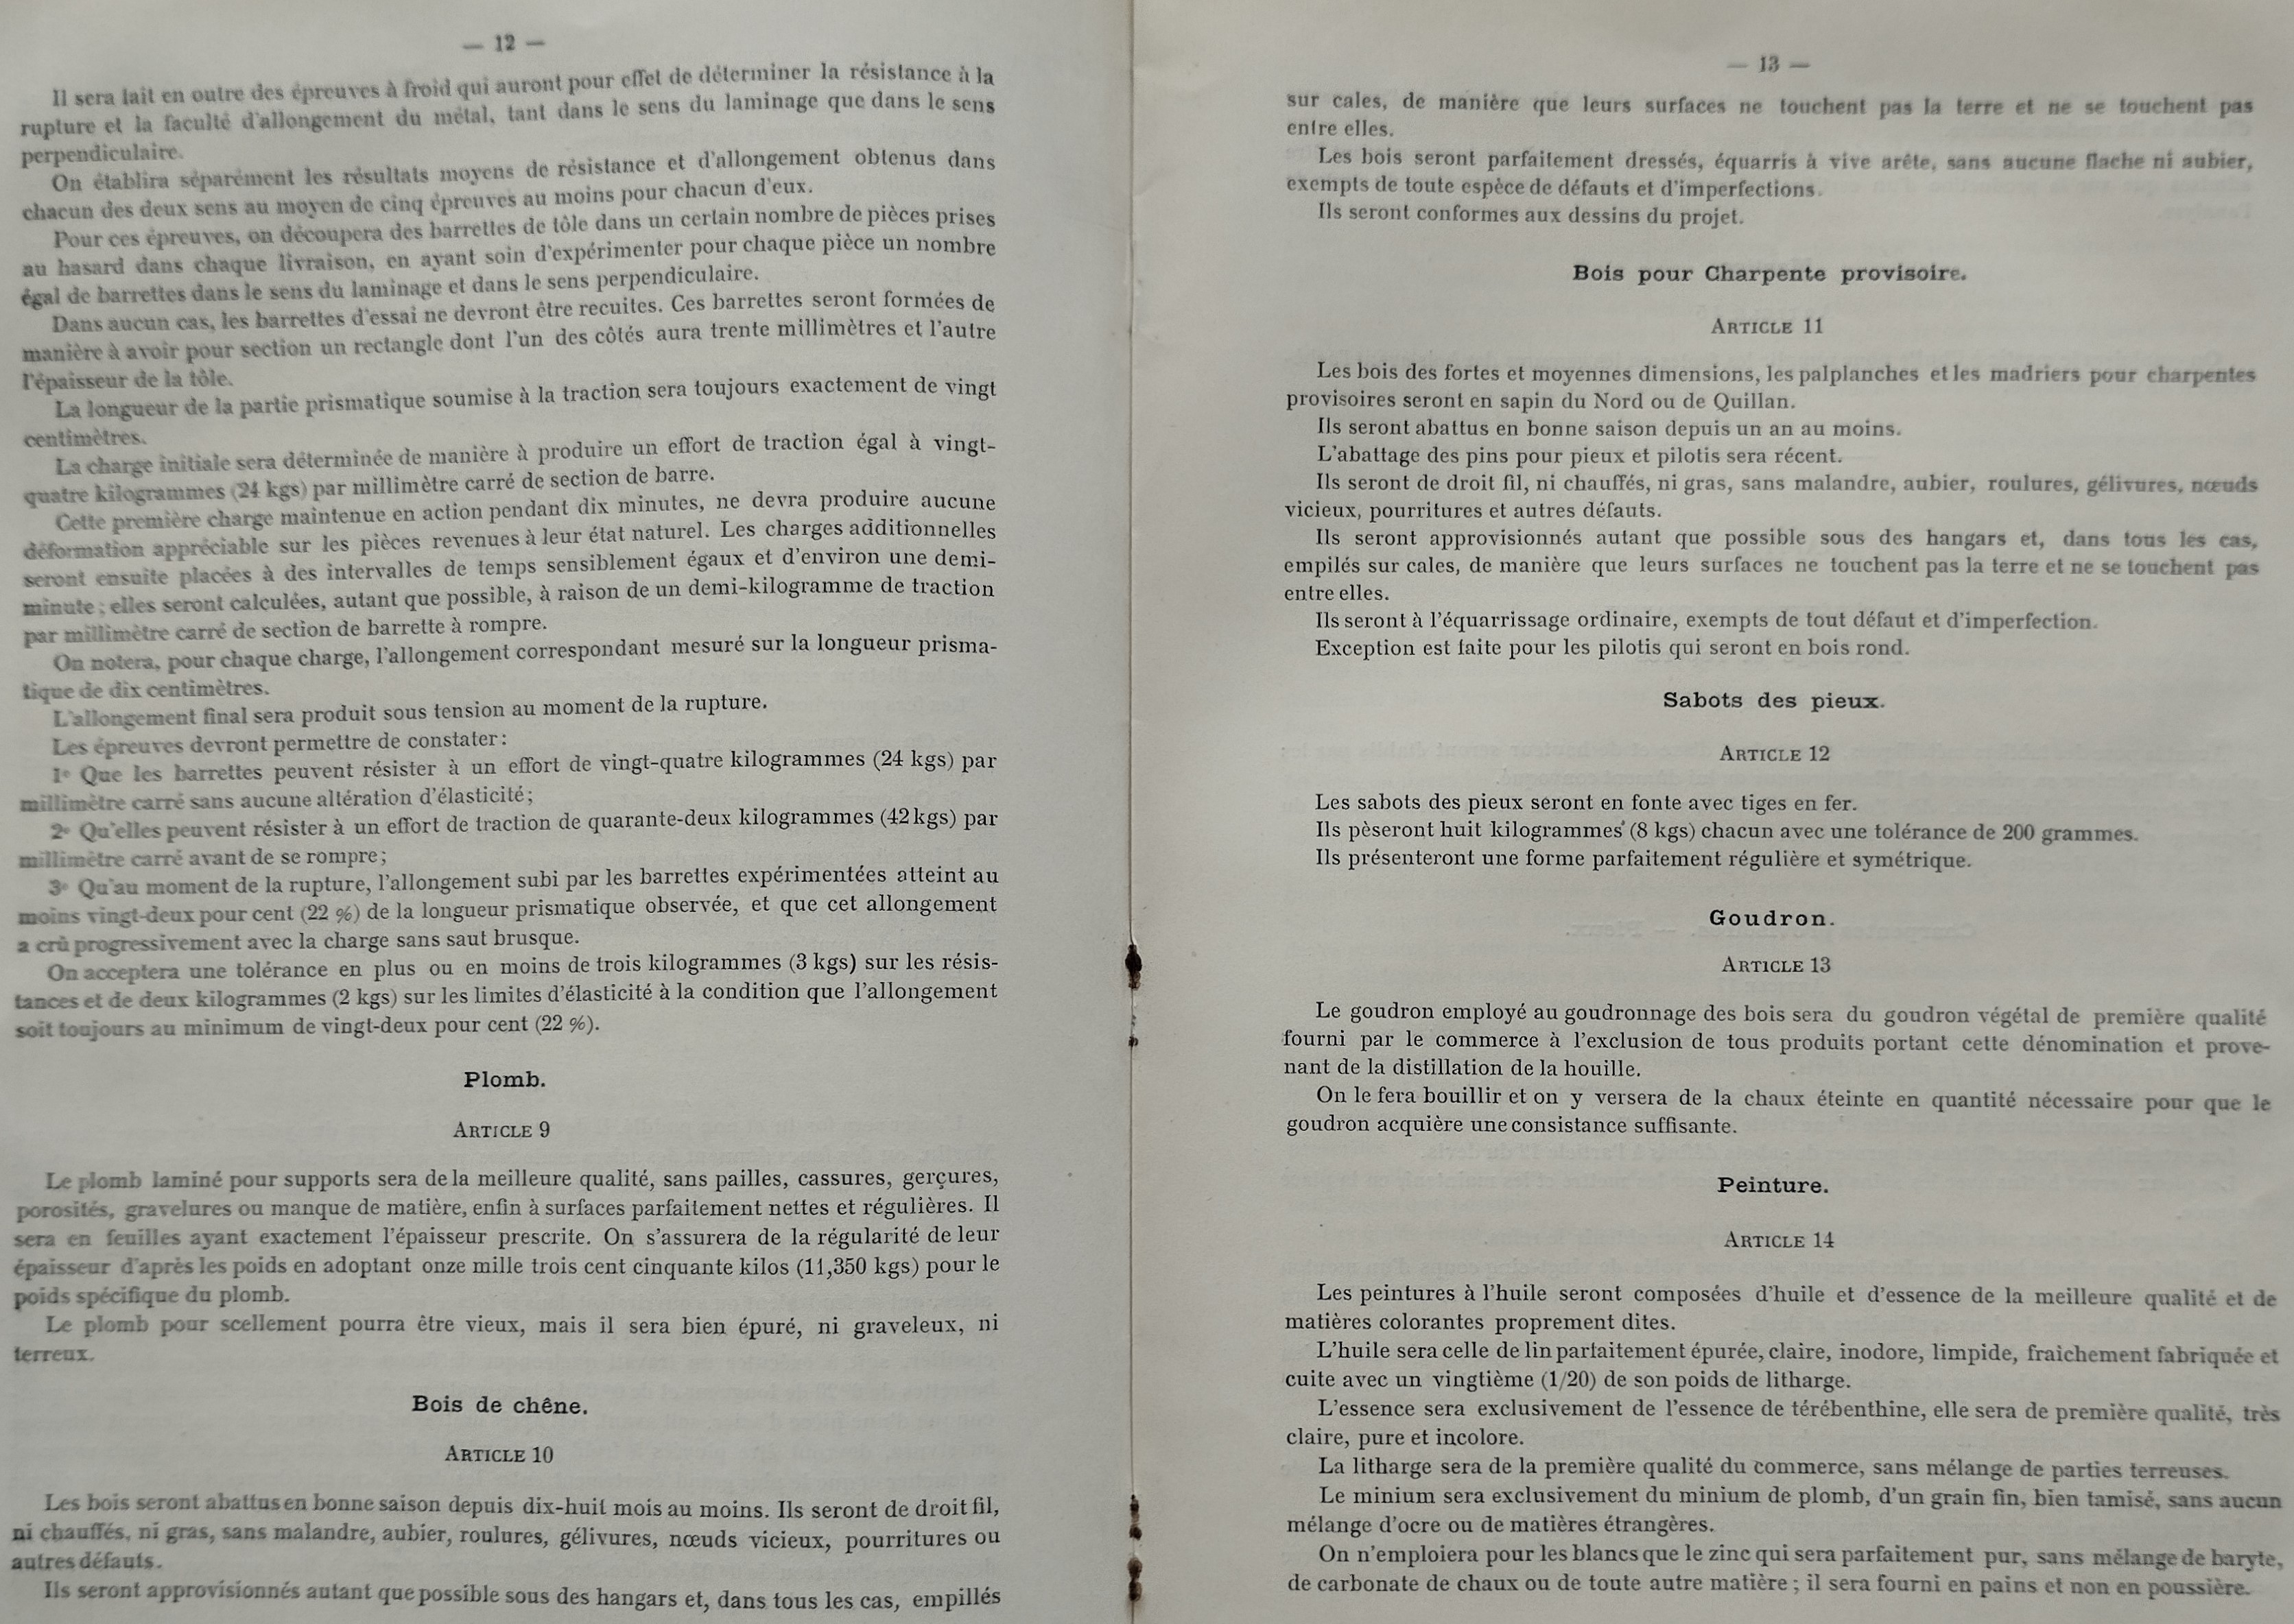 — 12 —
Il sera fait en outre des épreuves à froid qui auront pour effet de déterminer la résistance à la
rupture et la faculté d'allongement du métal, tant dans le sens du laminage que dans le sens
perpendiculaire.
On établira séparément les résultats moyens de résistance et d'allongement obtenus dans
chacun des deux sens au moyen de cinq épreuves au moins pour chacun d'eux.
Pour ces épreuves, on découpera des barrettes de tôle dans un certain nombre de pièces prises
au hasard dans chaque livraison, en ayant soin d'expérimenter pour chaque pièce un nombre
égal de barrettes dans le sens du laminage et dans le sens perpendiculaire.
Dans aucun cas, les barrettes d'essai ne devront être recuites. Ces barrettes seront formées de
manière à avoir pour section un rectangle dont l'un des côtés aura trente millimètres et l'autre
l'épaisseur de la tôle.
La longueur de la partie prismatique soumise à la traction sera toujours exactement de vingt
centimètres.
La charge initiale sera déterminée de manière à produire un effort de traction égal à vingt-
quatre kilogrammes (24 kgs) par millimètre carré de section de barre.
Cette première charge maintenue en action pendant dix minutes, ne devra produire aucune
déformation appréciable sur les pièces revenues à leur état naturel. Les charges additionnelles
seront ensuite placées à des intervalles de temps sensiblement égaux et d'environ une demi-
minute ; elles seront calculées, autant que possible, à raison de un demi-kilogramme de traction
par millimètre carré de section de barrette à rompre.
On notera, pour chaque charge, l'allongement correspondant mesuré sur la longueur prisma-
tique de dix centimètres.
L'allongement final sera produit sous tension au moment de la rupture.
Les épreuves devront permettre de constater :
1° Que les barrettes peuvent résister à un effort de vingt-quatre kilogrammes (24 kgs) par
millimètre carré sans aucune altération d'élasticité ;
2° Qu'elles peuvent résister à un effort de traction de quarante-deux kilogrammes (42 kgs) par
millimètre carré avant de se rompre ;
3° Qu'au moment de la rupture, l'allongement subi par les barrettes expérimentées atteint au
moins vingt-deux pour cent (22 %) de la longueur prismatique observée, et que cet allongement
a crû progressivement avec la charge sans saut brusque.
On acceptera une tolérance en plus ou en moins de trois kilogrammes (3 kgs) sur les résis-
tances et de deux kilogrammes (2 kgs) sur les limites d'élasticité à la condition que l'allongement
soit toujours au minimum de vingt-deux pour cent (22 %).
Plomb.
ARTICLE 9
Le plomb laminé pour supports sera de la meilleure qualité, sans pailles, cassures, gerçures,
porosités, gravelures ou manque de matière, enfin à surfaces parfaitement nettes et régulières. Il
sera en feuilles ayant exactement l'épaisseur prescrite. On s'assurera de la régularité de leur
épaisseur d'après les poids en adoptant onze mille trois cent cinquante kilos (11,350 kgs) pour le
poids spécifique du plomb.
Le plomb pour scellement pourra être vieux, mais il sera bien épuré, ni graveleux, ni
terreux.
Bois de chêne.
ARTICLE 10
Les bois seront abattus en bonne saison depuis dix-huit mois au moins. Ils seront de droit fil,
ni chauffés, ni gras, sans malandre, aubier, roulures, gélivures, nœuds vicieux, pourritures ou
autres défauts.
Ils seront approvisionnés autant que possible sous des hangars et, dans tous les cas, empillés
— 13 —
sur cales, de manière que leurs surfaces ne touchent pas la terre et ne se touchent pas
entre elles.
Les bois seront parfaitement dressés, équarris à vive arête, sans aucune flache ni aubier,
exempts de toute espèce de défauts et d'imperfections.
Ils seront conformes aux dessins du projet.
Bois pour Charpente provisoire.
ARTICLE 11
Les bois des fortes et moyennes dimensions, les palplanches et les madriers pour charpentes
provisoires seront en sapin du Nord ou de Quillan.
Ils seront abattus en bonne saison depuis un an au moins.
L'abattage des pins pour pieux et pilotis sera récent.
Ils seront de droit fil, ni chauffés, ni gras, sans malandre, aubier, roulures, gélivures, nœuds
vicieux, pourritures et autres défauts.
Ils seront approvisionnés autant que possible sous des hangars et, dans tous les cas,
empilés sur cales, de manière que leurs surfaces ne touchent pas la terre et ne se touchent pas
entre elles.
Ils seront à l'équarrissage ordinaire, exempts de tout défaut et d'imperfection.
Exception est faite pour les pilotis qui seront en bois rond.
Sabots des pieux.
ARTICLE 12
Les sabots des pieux seront en fonte avec tiges en fer.
Ils pèseront huit kilogrammes (8 kgs) chacun avec une tolérance de 200 grammes.
Ils présenteront une forme parfaitement régulière et symétrique.
Goudron.
ARTICLE 13
Le goudron employé au goudronnage des bois sera du goudron végétal de première qualité
fourni par le commerce à l'exclusion de tous produits portant cette dénomination et prove-
nant de la distillation de la houille.
On le fera bouillir et on y versera de la chaux éteinte en quantité nécessaire pour que le
goudron acquière une consistance suffisante.
Peinture.
ARTICLE 14
Les peintures à l'huile seront composées d'huile et d'essence de la meilleure qualité et de
matières colorantes proprement dites.
L'huile sera celle de lin parfaitement épurée, claire, inodore, limpide, fraichement fabriquée et
cuite avec un vingtième (1/20) de son poids de litharge.
L'essence sera exclusivement de l'essence de térébenthine, elle sera de première qualité, très
claire, pure et incolore.
La litharge sera de la première qualité du commerce, sans mélange de parties terreuses.
Le minium sera exclusivement du minium de plomb, d'un grain fin, bien tamisé, sans aucun
mélange d'ocre ou de matières étrangères.
On n'emploiera pour les blancs que le zinc qui sera parfaitement pur, sans mélange de baryte,
de carbonate de chaux ou de toute autre matière ; il sera fourni en pains et non en poussière.